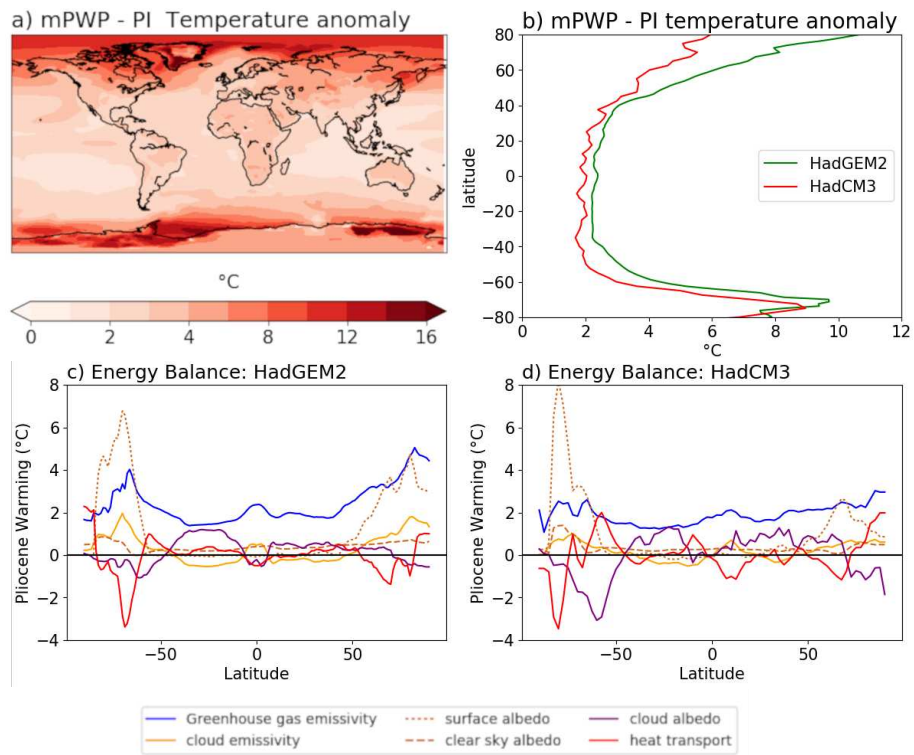 a) mPWP - PI Temperature anomaly
°C
0 2 4 8 12 16
b) mPWP - PI temperature anomaly
80
60
40
20
0
−20
−40
−60
−80
latitude
HadGEM2
HadCM3
0 2 4 6 8 10 12
°C
c) Energy Balance: HadGEM2
8
6
4
2
0
−2
−4
Pliocene Warming (°C)
−50 0 50
Latitude
d) Energy Balance: HadCM3
8
6
4
2
0
−2
−4
Pliocene Warming (°C)
−50 0 50
Latitude
Greenhouse gas emissivity surface albedo cloud albedo
cloud emissivity clear sky albedo heat transport